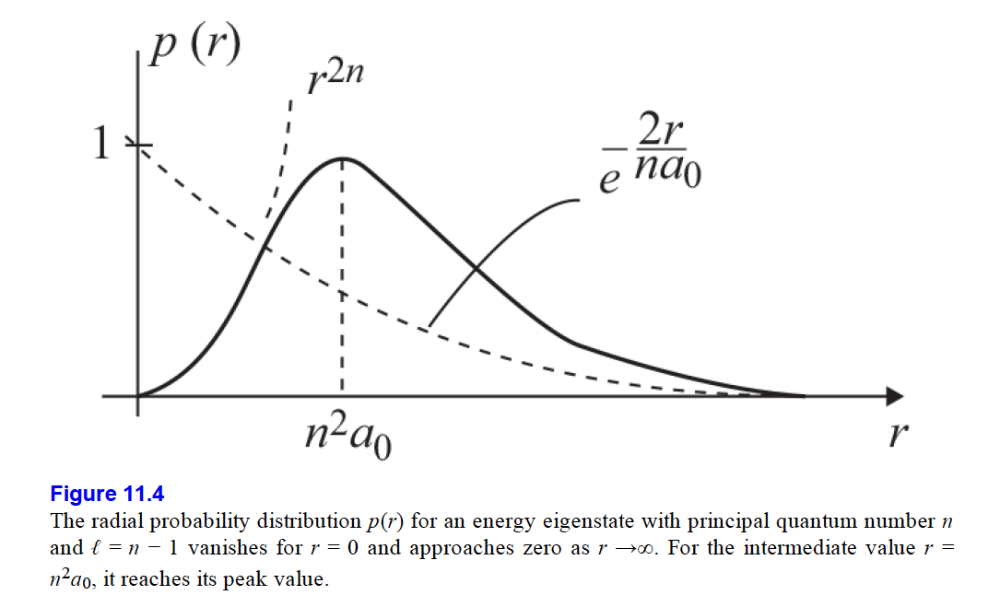 p (r)
r²ⁿ
1
e^{-\frac{2r}{na₀}}
n²a₀
r
Figure 11.4
The radial probability distribution p(r) for an energy eigenstate with principal quantum number n
and ℓ = n − 1 vanishes for r = 0 and approaches zero as r →∞. For the intermediate value r =
n²a₀, it reaches its peak value.